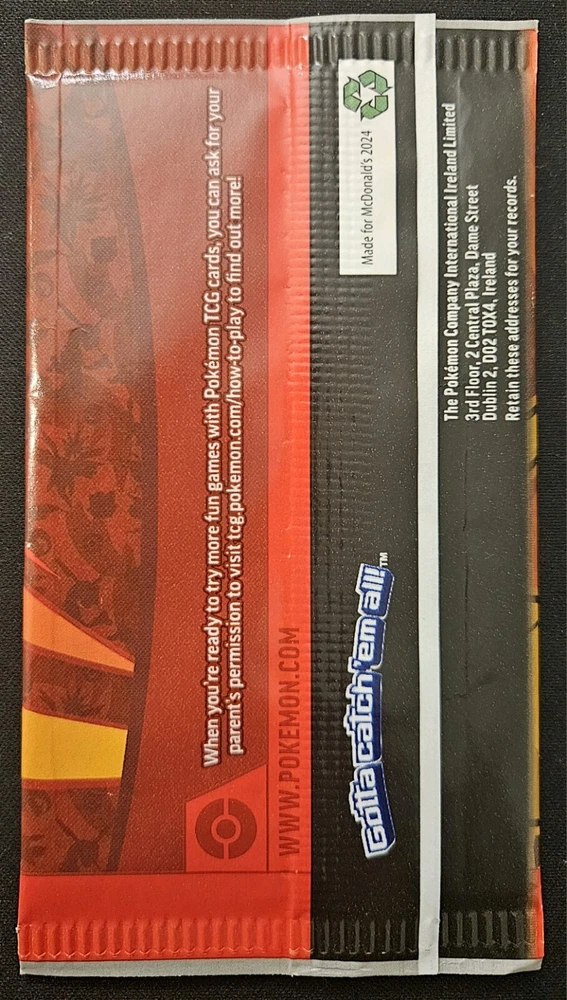 When you're ready to try more fun games with Pokémon TCG cards, you can ask for your
parent's permission to visit tcg.pokemon.com/how-to-play to find out more!
WWW.POKEMON.COM
Gotta catch 'em all!™
Made for McDonald's 2024
The Pokémon Company International Ireland Limited
3rd Floor, 2 Central Plaza, Dame Street
Dublin 2, D02 T0X4, Ireland
Retain these addresses for your records.